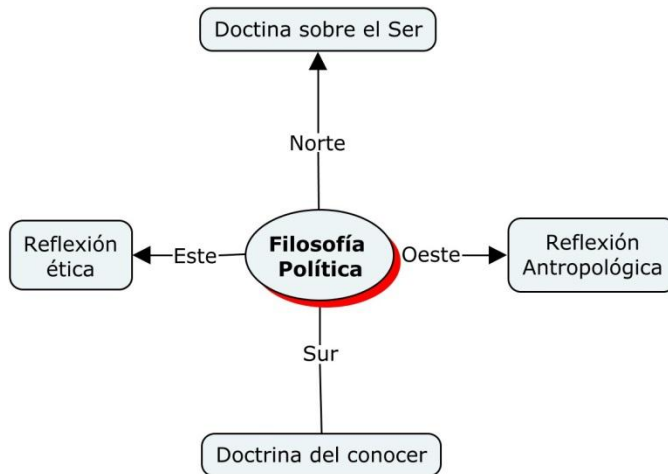 Doctina sobre el Ser
Norte
Reflexión
ética
Este
Filosofía
Política
Oeste
Reflexión
Antropológica
Sur
Doctrina del conocer